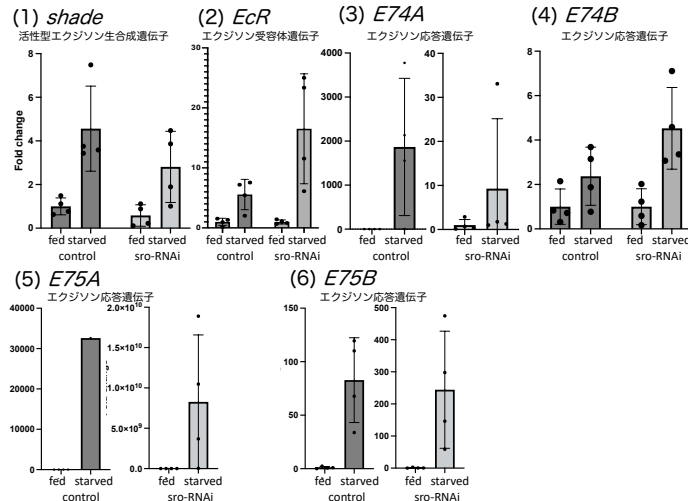 (1) shade
活性型エクジソン生合成遺伝子
Fold change
8
6
4
2
0
fed starved fed starved
control sro-RNAi
(2) EcR
エクジソン受容体遺伝子
30
25
20
15
10
5
0
fed starved fed starved
control sro-RNAi
(3) E74A
エクジソン応答遺伝子
4000
3000
2000
1000
0
fed starved
control
40
30
20
10
0
fed starved
sro-RNAi
(4) E74B
エクジソン応答遺伝子
8
6
4
2
0
fed starved fed starved
control sro-RNAi
(5) E75A
エクジソン応答遺伝子
40000
30000
20000
10000
0
fed starved
control
2.0×10¹⁰
1.5×10¹⁰
1.0×10¹⁰
5.0×10⁹
0.0
fed starved
sro-RNAi
(6) E75B
エクジソン応答遺伝子
150
100
50
0
fed starved
control
500
400
300
200
100
0
fed starved
sro-RNAi